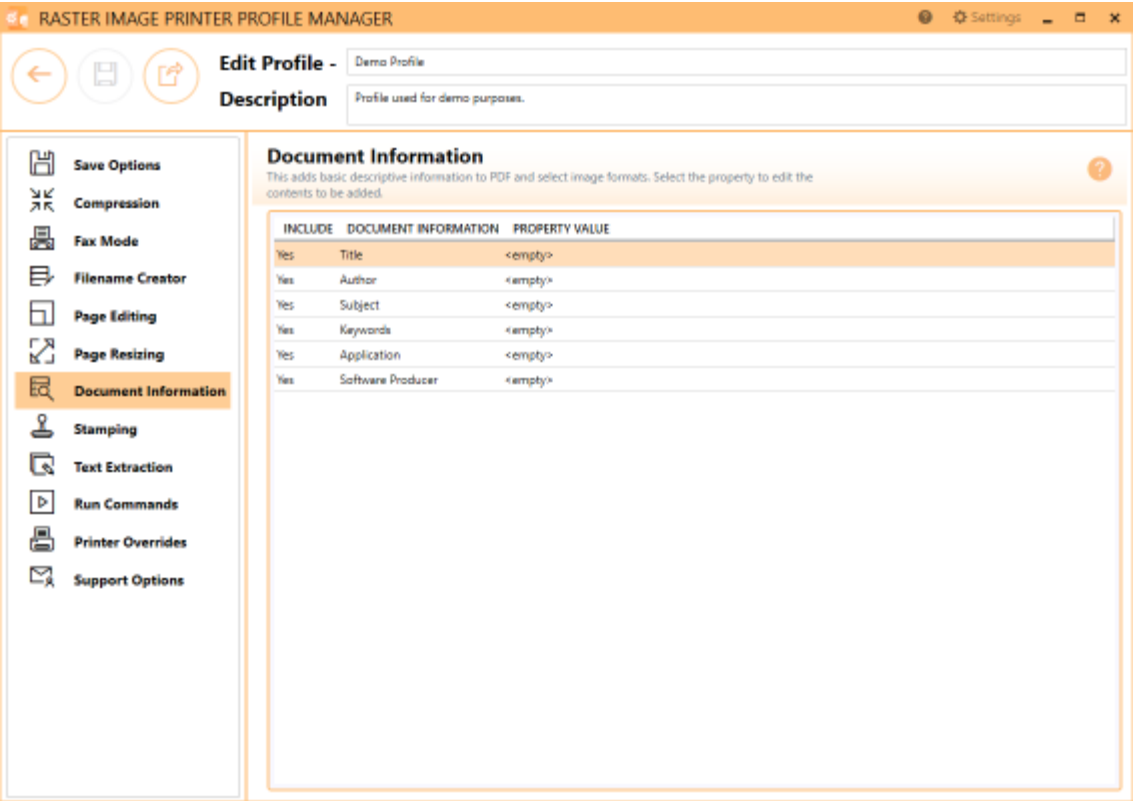 RASTER IMAGE PRINTER PROFILE MANAGER
Settings
Edit Profile -
Demo Profile
Description
Profile used for demo purposes.
Save Options
Compression
Fax Mode
Filename Creator
Page Editing
Page Resizing
Document Information
Stamping
Text Extraction
Run Commands
Printer Overrides
Support Options
Document Information
This adds basic descriptive information to PDF and select image formats. Select the property to edit the
contents to be added.
INCLUDE DOCUMENT INFORMATION PROPERTY VALUE
Yes Title <empty>
Yes Author <empty>
Yes Subject <empty>
Yes Keywords <empty>
Yes Application <empty>
Yes Software Producer <empty>